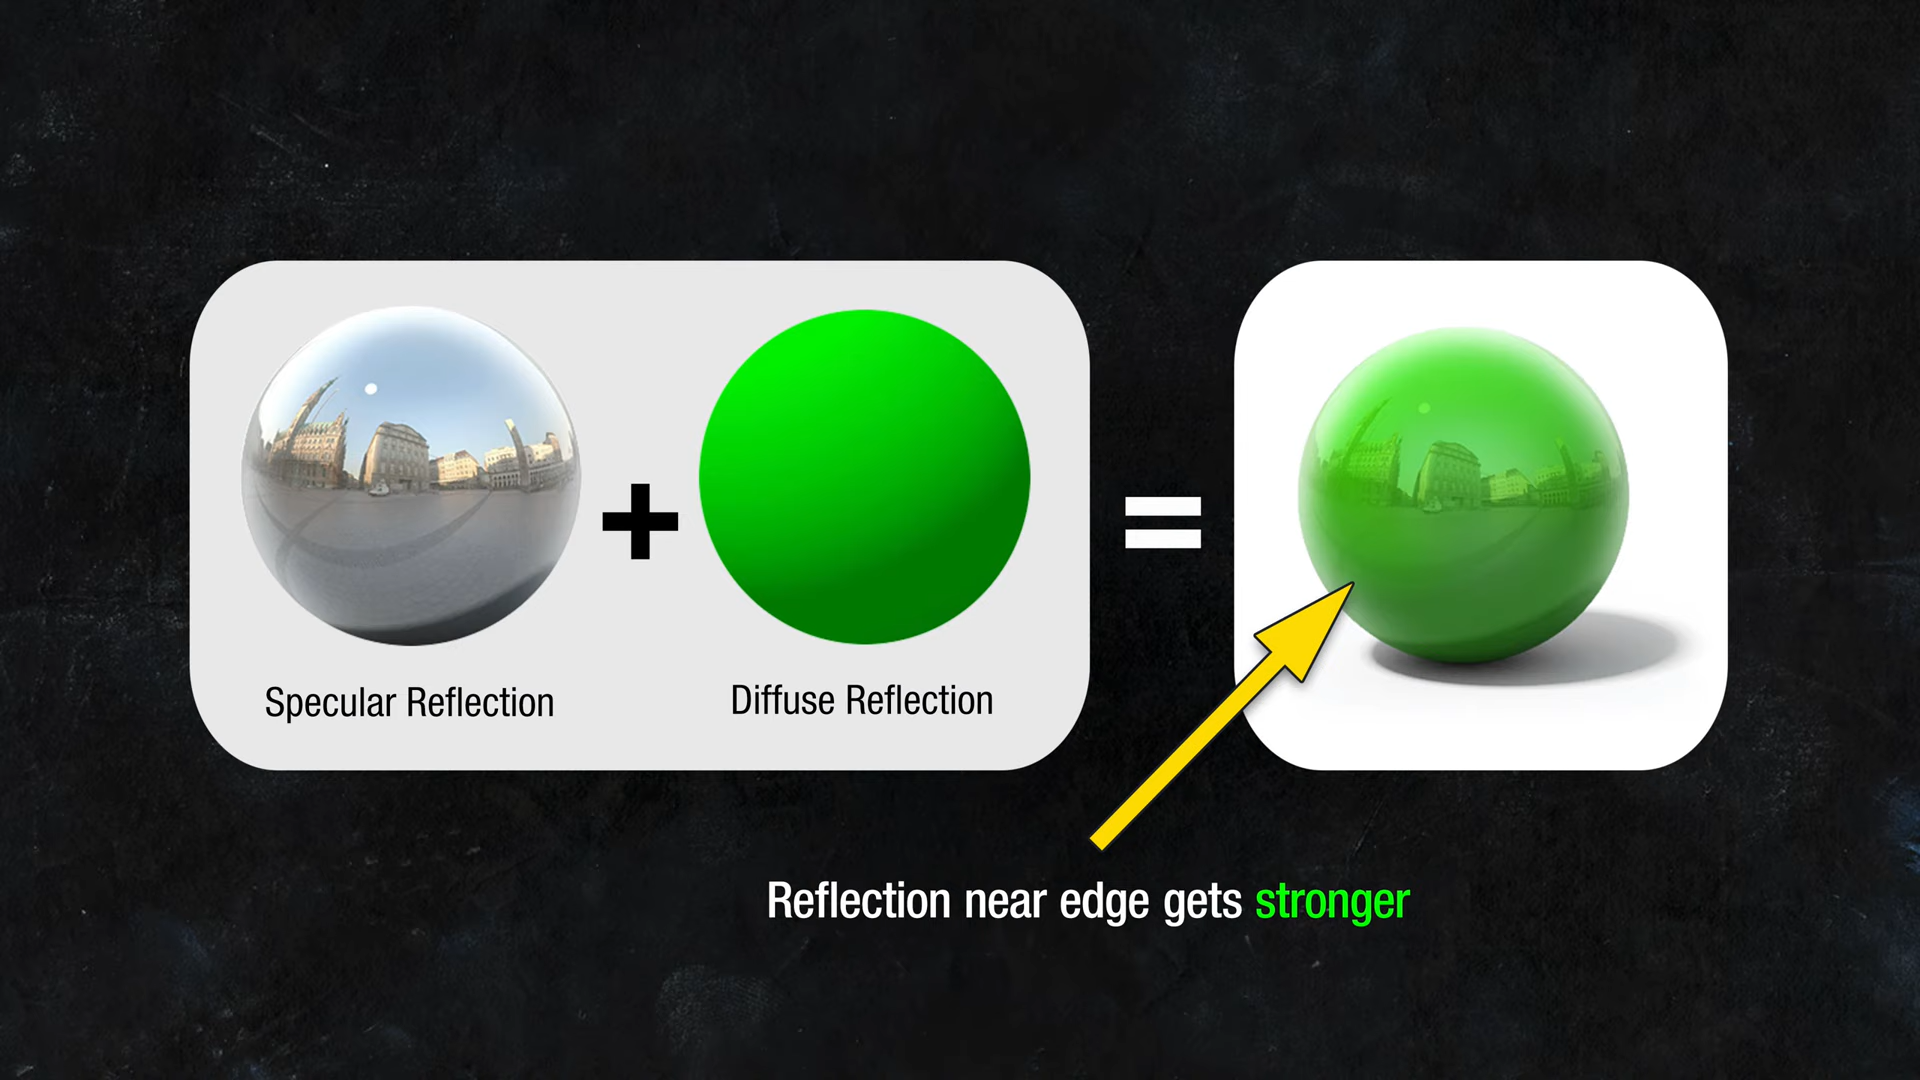 Specular Reflection
+
Diffuse Reflection
=
Reflection near edge gets stronger